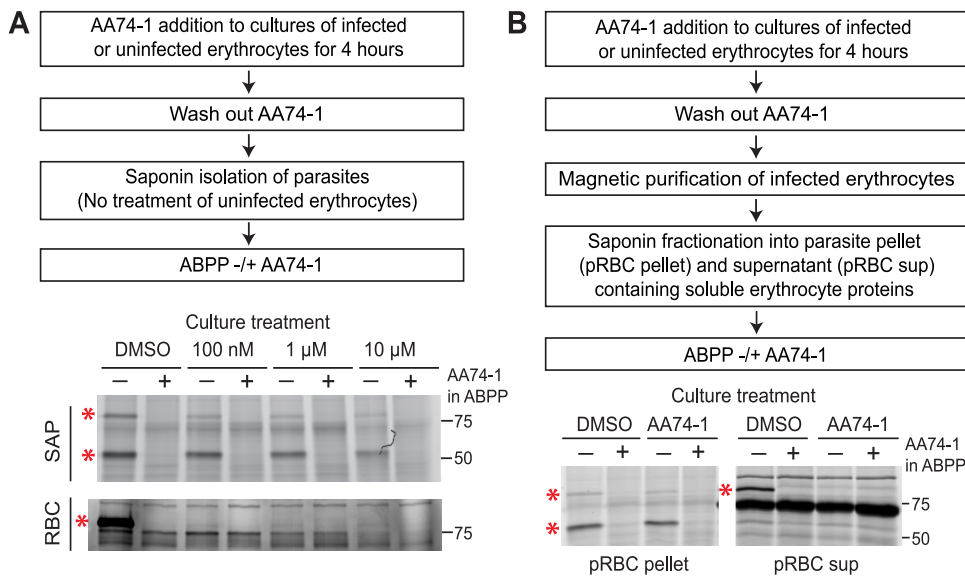 A
AA74-1 addition to cultures of infected
or uninfected erythrocytes for 4 hours
Wash out AA74-1
Saponin isolation of parasites
(No treatment of uninfected erythrocytes)
ABPP -/+ AA74-1
Culture treatment
DMSO 100 nM 1 µM 10 µM
– + – + – + – + AA74-1
in ABPP
SAP
* 75
* 50
RBC
* 75
B
AA74-1 addition to cultures of infected
or uninfected erythrocytes for 4 hours
Wash out AA74-1
Magnetic purification of infected erythrocytes
Saponin fractionation into parasite pellet
(pRBC pellet) and supernatant (pRBC sup)
containing soluble erythrocyte proteins
ABPP -/+ AA74-1
Culture treatment
DMSO AA74-1 DMSO AA74-1
– + – + – + – + AA74-1
in ABPP
* * 75
* 50
pRBC pellet pRBC sup